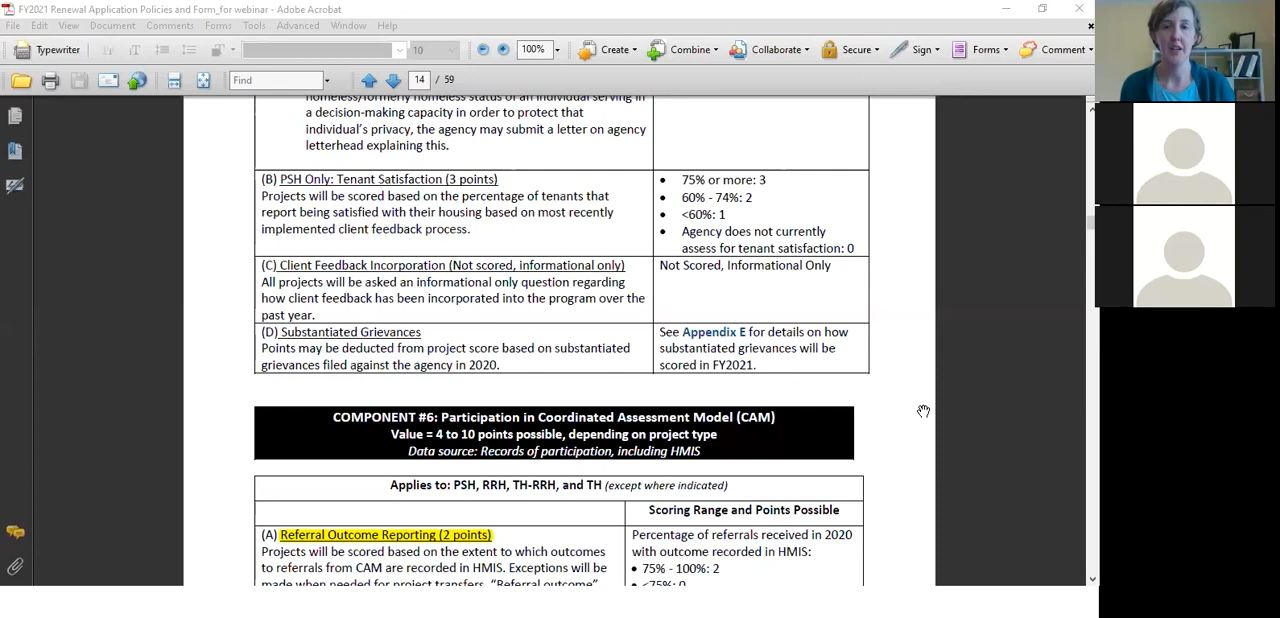 FY2021 Renewal Application Policies and Form_for webinar - Adobe Acrobat
File Edit View Document Comments Forms Tools Advanced Window Help
Typewriter 10 100% Create Combine Collaborate Secure Sign Forms Comment
Find 14 / 59
homeless/formerly homeless status of an individual serving in
a decision-making capacity in order to protect that
individual's privacy, the agency may submit a letter on agency
letterhead explaining this.
(B) PSH Only: Tenant Satisfaction (3 points)
Projects will be scored based on the percentage of tenants that
report being satisfied with their housing based on most recently
implemented client feedback process.
• 75% or more: 3
• 60% - 74%: 2
• <60%: 1
• Agency does not currently
assess for tenant satisfaction: 0
(C) Client Feedback Incorporation (Not scored, informational only)
All projects will be asked an informational only question regarding
how client feedback has been incorporated into the program over the
past year.
Not Scored, Informational Only
(D) Substantiated Grievances
Points may be deducted from project score based on substantiated
grievances filed against the agency in 2020.
See Appendix E for details on how
substantiated grievances will be
scored in FY2021.
COMPONENT #6: Participation in Coordinated Assessment Model (CAM)
Value = 4 to 10 points possible, depending on project type
Data source: Records of participation, including HMIS
Applies to: PSH, RRH, TH-RRH, and TH (except where indicated)
Scoring Range and Points Possible
(A) Referral Outcome Reporting (2 points)
Projects will be scored based on the extent to which outcomes
to referrals from CAM are recorded in HMIS. Exceptions will be
made when needed for project transfers. "Referral outcome"
Percentage of referrals received in 2020
with outcome recorded in HMIS:
• 75% - 100%: 2
• <75%: 0